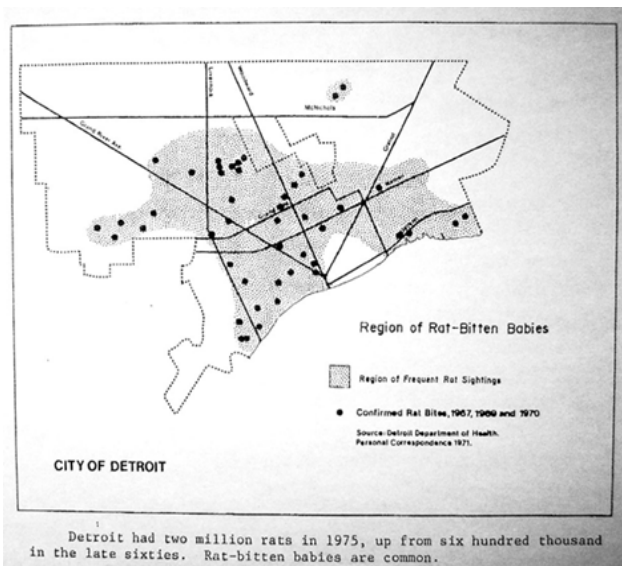 Woodward
McNichols
Gratiot
Grand River Ave
Region of Rat-Bitten Babies
Region of Frequent Rat Sightings
Confirmed Rat Bites, 1967, 1969 and 1970
Source-Detroit Department of Health.
Personal Correspondence 1971.
CITY OF DETROIT
Detroit had two million rats in 1975, up from six hundred thousand
in the late sixties. Rat-bitten babies are common.